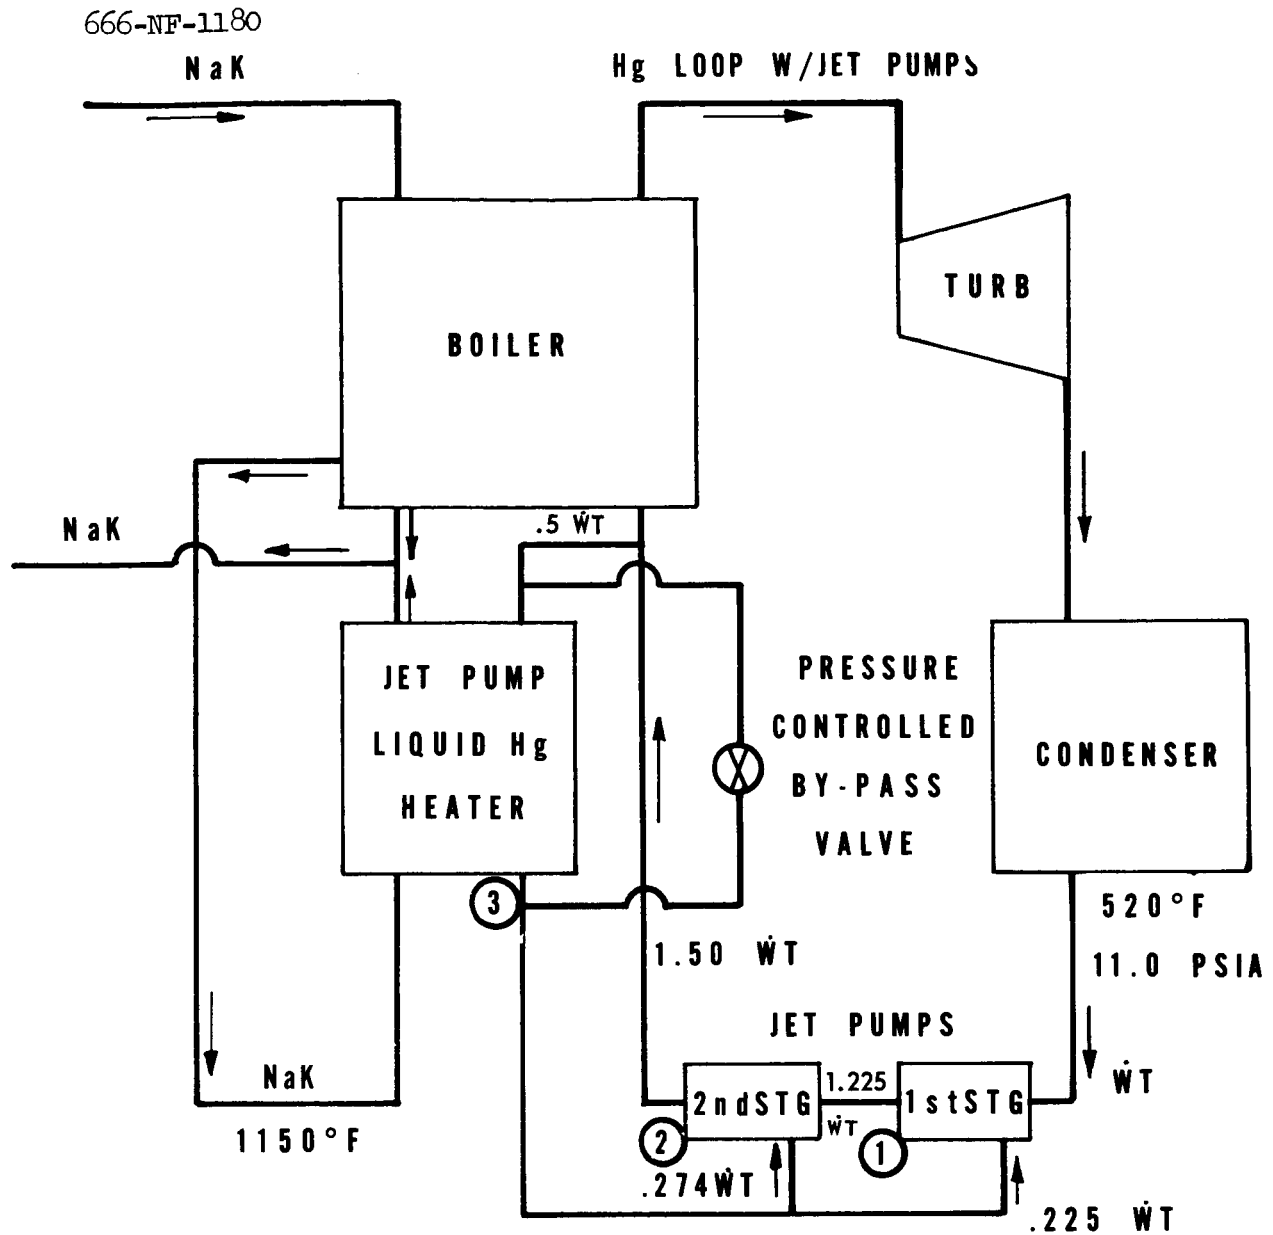 666-NF-1180
NaK
Hg LOOP W/JET PUMPS
TURB
BOILER
.5 ẆT
NaK
JET PUMP
LIQUID Hg
HEATER
PRESSURE
CONTROLLED
BY-PASS
VALVE
CONDENSER
3
520°F
1.50 ẆT
11.0 PSIA
JET PUMPS
NaK
1150°F
2ndSTG
1.225
ẆT
1stSTG
ẆT
2
1
.274ẆT
.225 ẆT